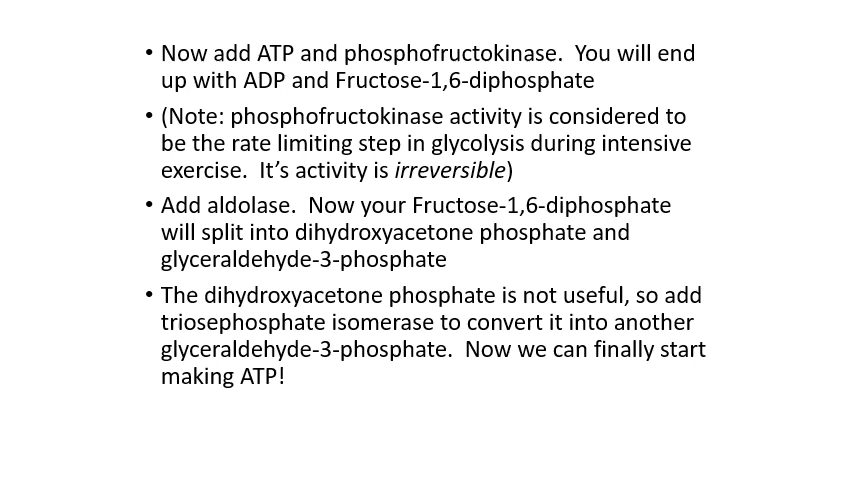 • Now add ATP and phosphofructokinase.  You will end
up with ADP and Fructose-1,6-diphosphate
• (Note: phosphofructokinase activity is considered to
be the rate limiting step in glycolysis during intensive
exercise.  It’s activity is irreversible)
• Add aldolase.  Now your Fructose-1,6-diphosphate
will split into dihydroxyacetone phosphate and
glyceraldehyde-3-phosphate
• The dihydroxyacetone phosphate is not useful, so add
triosephosphate isomerase to convert it into another
glyceraldehyde-3-phosphate.  Now we can finally start
making ATP!